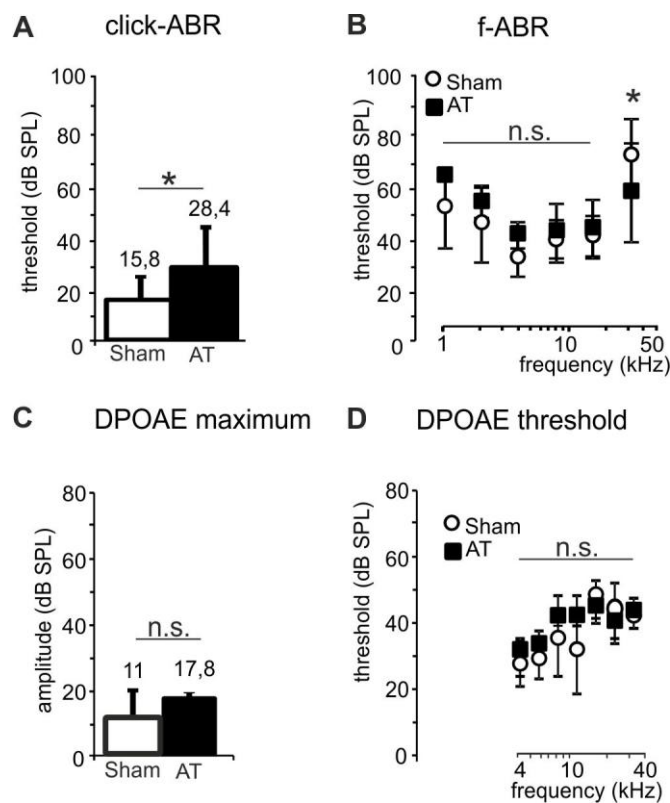 A click-ABR
threshold (dB SPL)
100
80
60
40
20
0
*
15,8
28,4
Sham
AT
B f-ABR
threshold (dB SPL)
100
80
60
40
20
0
Sham
AT
n.s.
*
1 10 50
frequency (kHz)
C DPOAE maximum
amplitude (dB SPL)
80
60
40
20
0
n.s.
11
17,8
Sham
AT
D DPOAE threshold
threshold (dB SPL)
80
60
40
20
0
Sham
AT
n.s.
4 10 40
frequency (kHz)